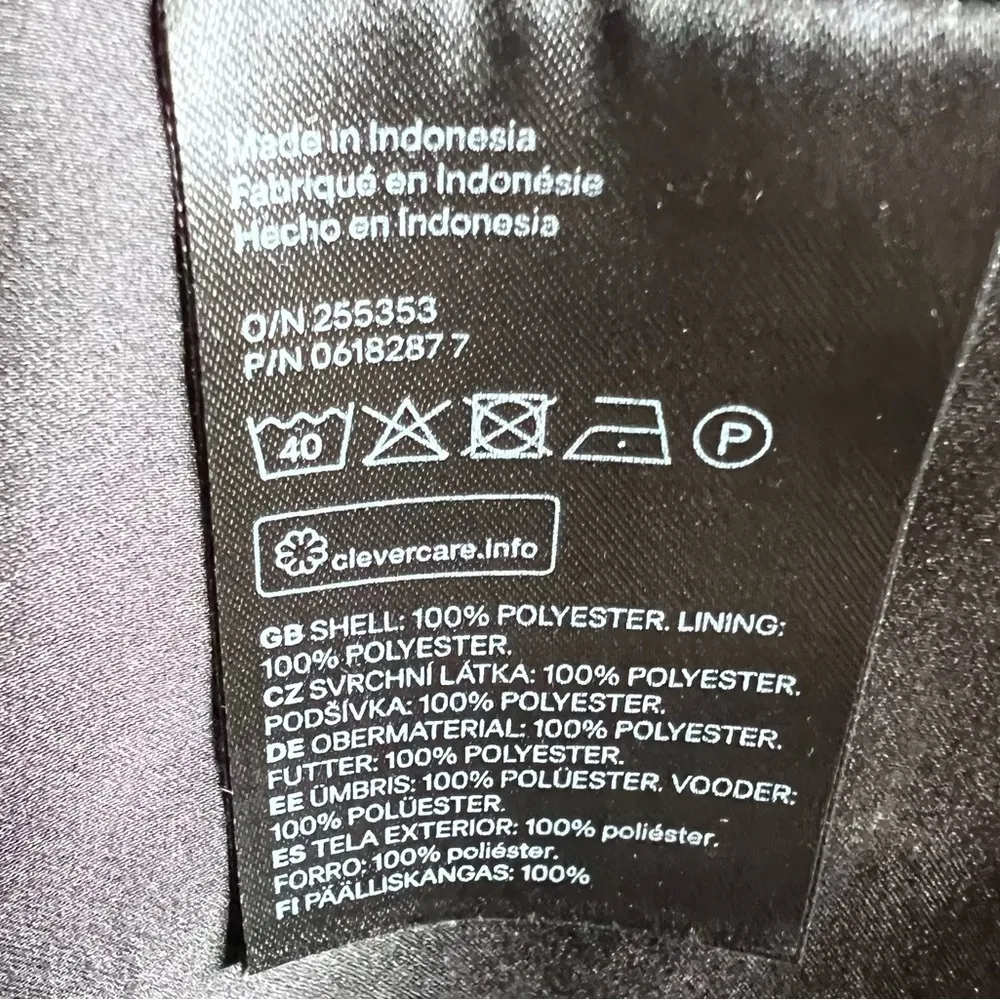 Made in Indonesia
Fabriqué en Indonésie
Hecho en Indonesia
O/N 255353
P/N 0618287 7
40
P
clevercare.info
GB SHELL: 100% POLYESTER. LINING:
100% POLYESTER.
CZ SVRCHNÍ LÁTKA: 100% POLYESTER.
PODŠÍVKA: 100% POLYESTER.
DE OBERMATERIAL: 100% POLYESTER.
FUTTER: 100% POLYESTER.
EE ÜMBRIS: 100% POLÜESTER. VOODER:
100% POLÜESTER.
ES TELA EXTERIOR: 100% poliéster.
FORRO: 100% poliéster.
FI PÄÄLLISKANGAS: 100%